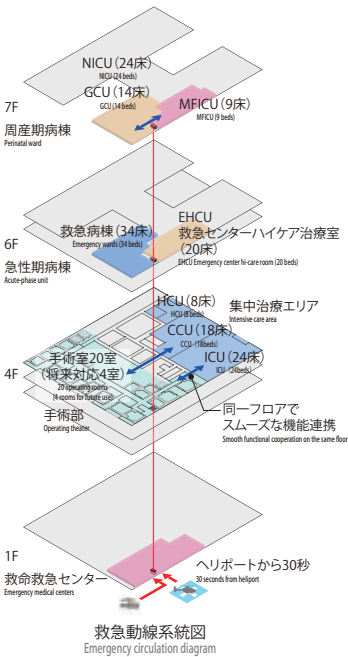 NICU(24床)
NICU (24 beds)
GCU(14床)
GCU (14 beds)
MFICU(9床)
MFICU (9 beds)
7F
周産期病棟
Perinatal ward
救急病棟(34床)
Emergency wards (34 beds)
EHCU
救急センターハイケア治療室
(20床)
EHCU Emergency center hi-care room (20 beds)
6F
急性期病棟
Acute-phase unit
HCU(8床)
HCU (8 beds)
集中治療エリア
Intensive care area
CCU(18床)
CCU (18beds)
ICU(24床)
ICU (24beds)
手術室20室
(将来対応4室)
20 operating rooms
(4 rooms for future use)
4F
手術部
Operating theater
同一フロアで
スムーズな機能連携
Smooth functional cooperation on the same floor
1F
救命救急センター
Emergency medical centers
ヘリポートから30秒
30 seconds from heliport
救急動線系統図
Emergency circulation diagram